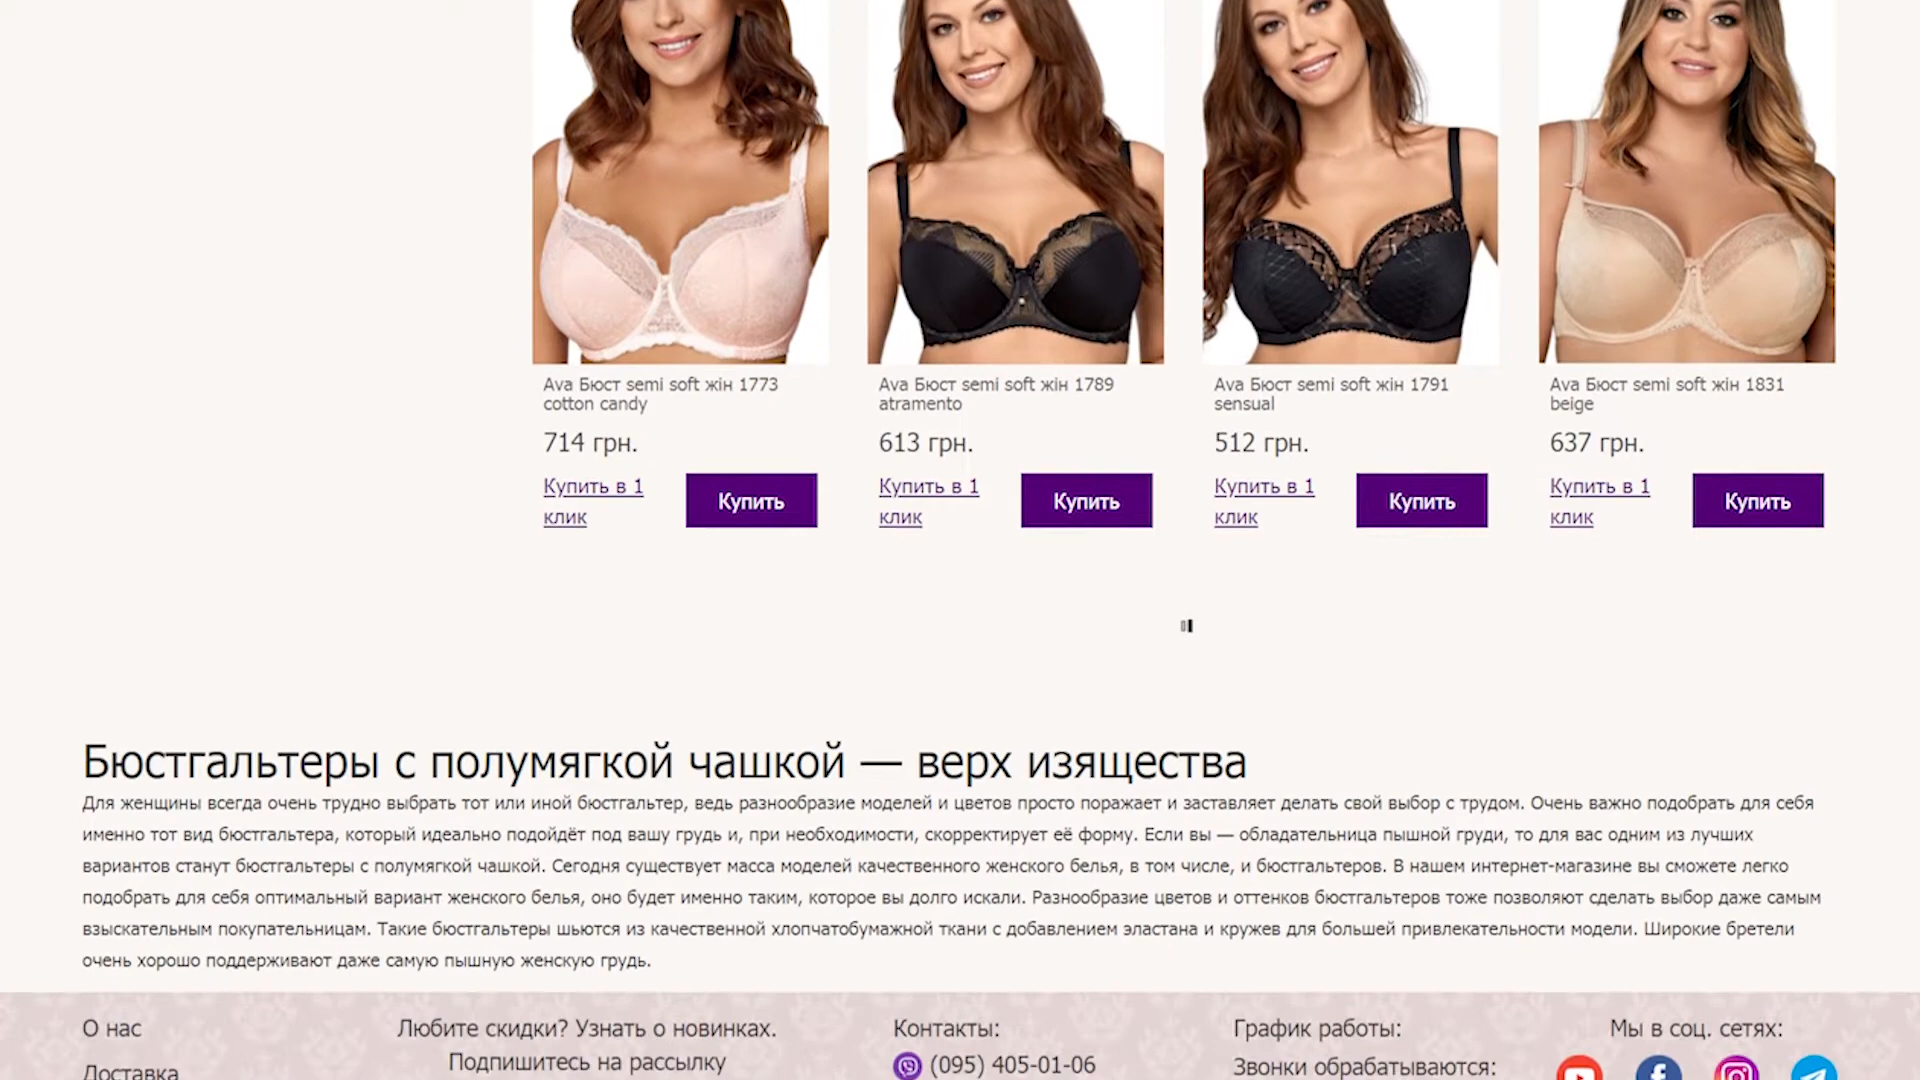 Ava Бюст semi soft жін 1773
cotton candy
714 грн.
Купить в 1
клик
Купить
Ava Бюст semi soft жін 1789
atramento
613 грн.
Купить в 1
клик
Купить
Ava Бюст semi soft жін 1791
sensual
512 грн.
Купить в 1
клик
Купить
Ava Бюст semi soft жін 1831
beige
637 грн.
Купить в 1
клик
Купить
Бюстгальтеры с полумягкой чашкой — верх изящества
Для женщины всегда очень трудно выбрать тот или иной бюстгальтер, ведь разнообразие моделей и цветов просто поражает и заставляет делать свой выбор с трудом. Очень важно подобрать для себя
именно тот вид бюстгальтера, который идеально подойдёт под вашу грудь и, при необходимости, скорректирует её форму. Если вы — обладательница пышной груди, то для вас одним из лучших
вариантов станут бюстгальтеры с полумягкой чашкой. Сегодня существует масса моделей качественного женского белья, в том числе, и бюстгальтеров. В нашем интернет-магазине вы сможете легко
подобрать для себя оптимальный вариант женского белья, оно будет именно таким, которое вы долго искали. Разнообразие цветов и оттенков бюстгальтеров тоже позволяют сделать выбор даже самым
взыскательным покупательницам. Такие бюстгальтеры шьются из качественной хлопчатобумажной ткани с добавлением эластана и кружев для большей привлекательности модели. Широкие бретели
очень хорошо поддерживают даже самую пышную женскую грудь.
О нас
Доставка
Любите скидки? Узнать о новинках.
Подпишитесь на рассылку
Контакты:
(095) 405-01-06
График работы:
Звонки обрабатываются:
Мы в соц. сетях: